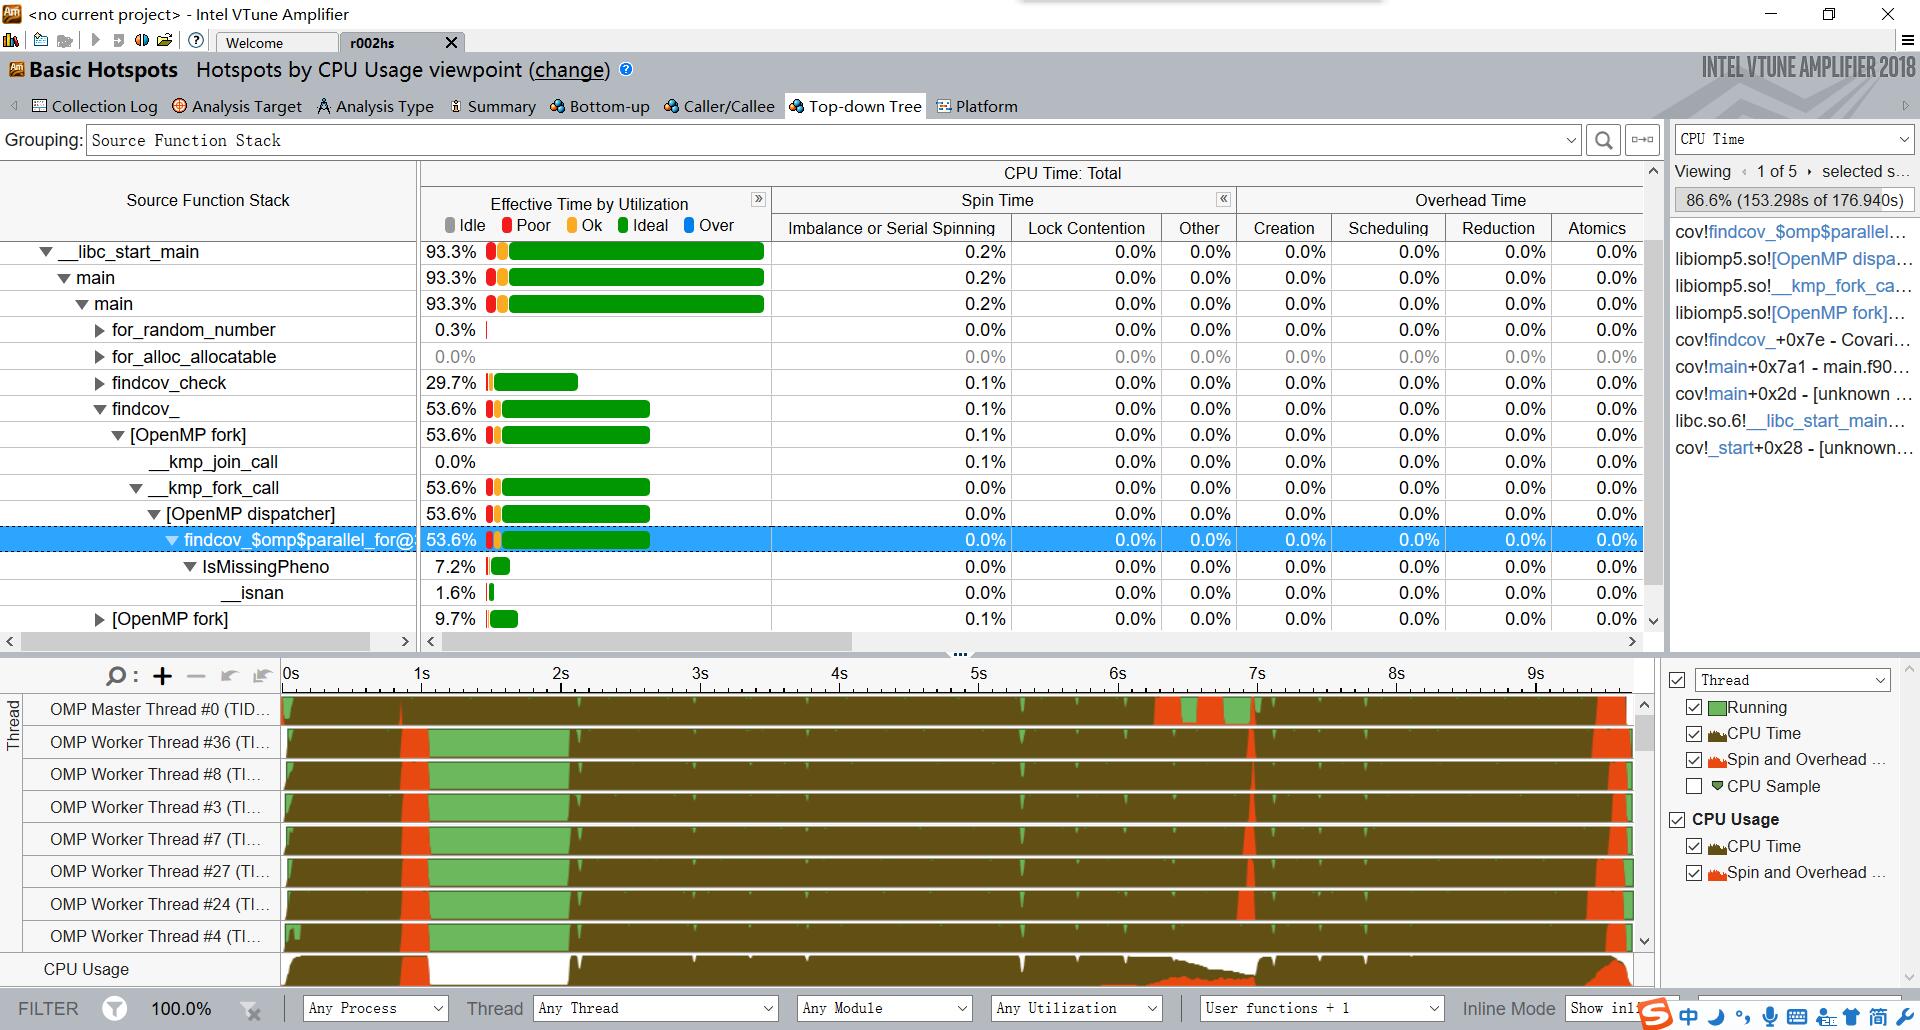 <no current project> - Intel VTune Amplifier
Welcome
r002hs
Basic Hotspots Hotspots by CPU Usage viewpoint (change)
INTEL VTUNE AMPLIFIER 2018
Collection Log Analysis Target Analysis Type Summary Bottom-up Caller/Callee Top-down Tree Platform
Grouping: Source Function Stack
CPU Time
Viewing 1 of 5 selected s...
86.6% (153.298s of 176.940s)
CPU Time: Total
Source Function Stack
Effective Time by Utilization
Spin Time
Overhead Time
Idle Poor Ok Ideal Over
Imbalance or Serial Spinning Lock Contention Other Creation Scheduling Reduction Atomics
__libc_start_main 93.3% 0.2% 0.0% 0.0% 0.0% 0.0% 0.0% 0.0%
main 93.3% 0.2% 0.0% 0.0% 0.0% 0.0% 0.0% 0.0%
main 93.3% 0.2% 0.0% 0.0% 0.0% 0.0% 0.0% 0.0%
for_random_number 0.3% 0.0% 0.0% 0.0% 0.0% 0.0% 0.0% 0.0%
for_alloc_allocatable 0.0% 0.0% 0.0% 0.0% 0.0% 0.0% 0.0% 0.0%
findcov_check 29.7% 0.1% 0.0% 0.0% 0.0% 0.0% 0.0% 0.0%
findcov_ 53.6% 0.1% 0.0% 0.0% 0.0% 0.0% 0.0% 0.0%
[OpenMP fork] 53.6% 0.1% 0.0% 0.0% 0.0% 0.0% 0.0% 0.0%
__kmp_join_call 0.0% 0.1% 0.0% 0.0% 0.0% 0.0% 0.0% 0.0%
__kmp_fork_call 53.6% 0.0% 0.0% 0.0% 0.0% 0.0% 0.0% 0.0%
[OpenMP dispatcher] 53.6% 0.0% 0.0% 0.0% 0.0% 0.0% 0.0% 0.0%
findcov_$omp$parallel_for@ 53.6% 0.0% 0.0% 0.0% 0.0% 0.0% 0.0% 0.0%
IsMissingPheno 7.2% 0.0% 0.0% 0.0% 0.0% 0.0% 0.0% 0.0%
__isnan 1.6% 0.0% 0.0% 0.0% 0.0% 0.0% 0.0% 0.0%
[OpenMP fork] 9.7% 0.1% 0.0% 0.0% 0.0% 0.0% 0.0% 0.0%
cov!findcov_$omp$parallel...
libiomp5.so![OpenMP dispa...
libiomp5.so!__kmp_fork_ca...
libiomp5.so![OpenMP fork]...
cov!findcov_+0x7e - Covari...
cov!main+0x7a1 - main.f90...
cov!main+0x2d - [unknown ...
libc.so.6!__libc_start_main...
cov!_start+0x28 - [unknown...
0s 1s 2s 3s 4s 5s 6s 7s 8s 9s
Thread
OMP Master Thread #0 (TID...
OMP Worker Thread #36 (TI...
OMP Worker Thread #8 (TI...
OMP Worker Thread #3 (TI...
OMP Worker Thread #7 (TI...
OMP Worker Thread #27 (TI...
OMP Worker Thread #24 (TI...
OMP Worker Thread #4 (TI...
CPU Usage
Thread
Running
CPU Time
Spin and Overhead ...
CPU Sample
CPU Usage
CPU Time
Spin and Overhead ...
FILTER 100.0% Any Process Thread Any Thread Any Module Any Utilization User functions + 1 Inline Mode Show inl
中 简